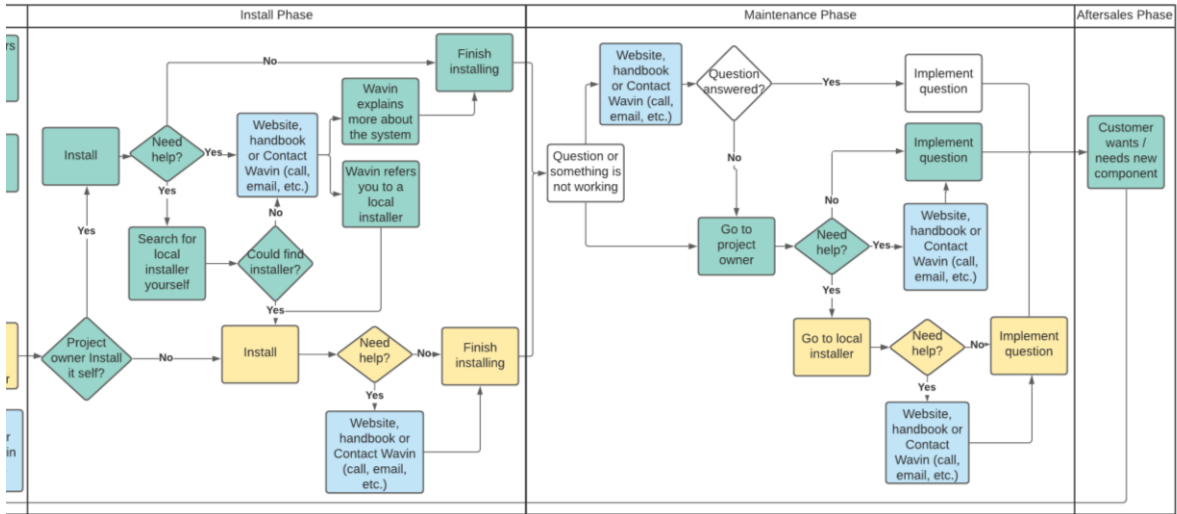 Install Phase
Maintenance Phase
Aftersales Phase
rs
r
r
in
Install
Need
help?
No
Yes
Yes
Website,
handbook
or Contact
Wavin (call,
email, etc.)
Wavin
explains
more about
the system
Finish
installing
Wavin refers
you to a
local
installer
Search for
local
installer
yourself
Could find
installer?
No
Yes
Yes
Project
owner Install
it self?
No
Install
Need
help?
No
Yes
Finish
installing
Website,
handbook or
Contact Wavin
(call, email,
etc.)
Question or
something is
not working
Website,
handbook
or Contact
Wavin (call,
email, etc.)
Question
answered?
Yes
No
Implement
question
Go to
project
owner
Need
help?
No
Yes
Yes
Implement
question
Website,
handbook or
Contact
Wavin (call,
email, etc.)
Go to local
installer
Need
help?
No
Yes
Implement
question
Website,
handbook or
Contact
Wavin (call,
email, etc.)
Customer
wants /
needs new
component